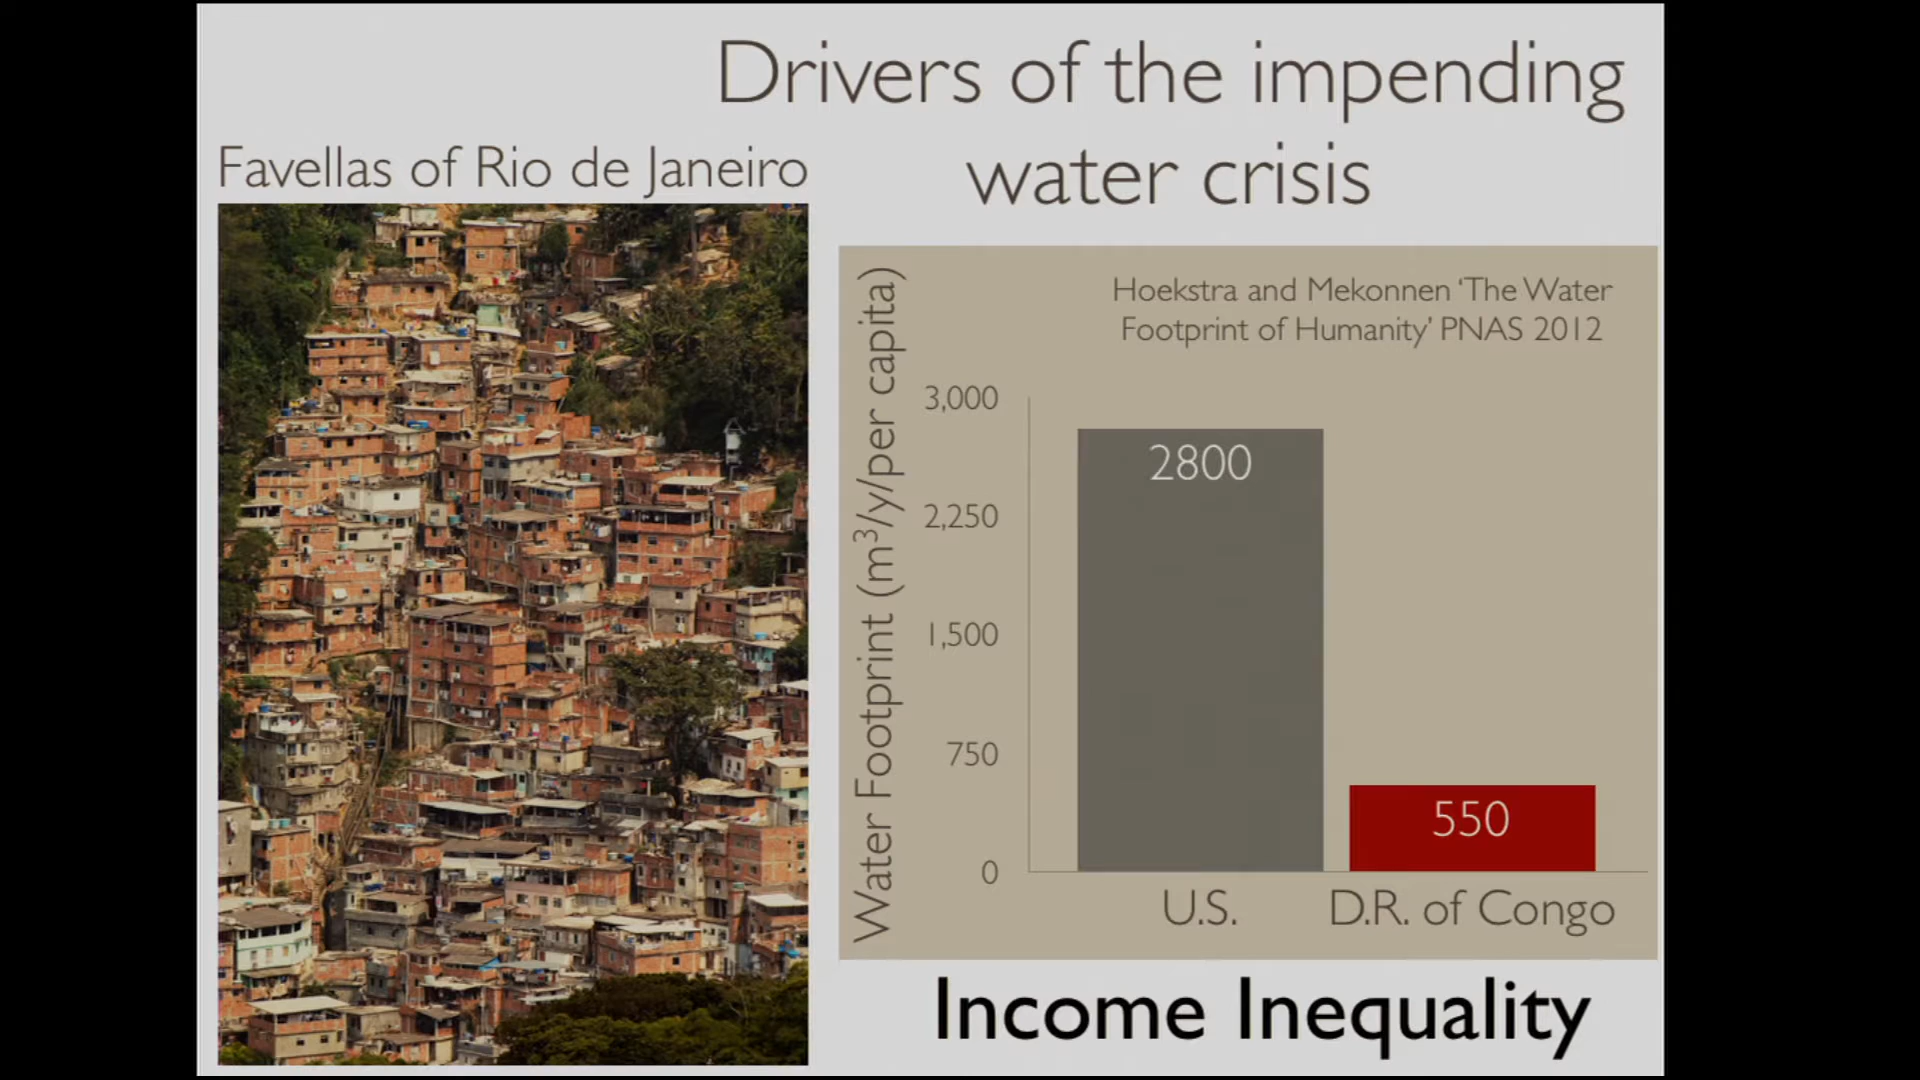 Drivers of the impending
water crisis
Favellas of Rio de Janeiro
Hoekstra and Mekonnen ‘The Water
Footprint of Humanity’ PNAS 2012
Water Footprint (m³/y/per capita)
3,000
2,250
1,500
750
0
2800
550
U.S.
D.R. of Congo
Income Inequality